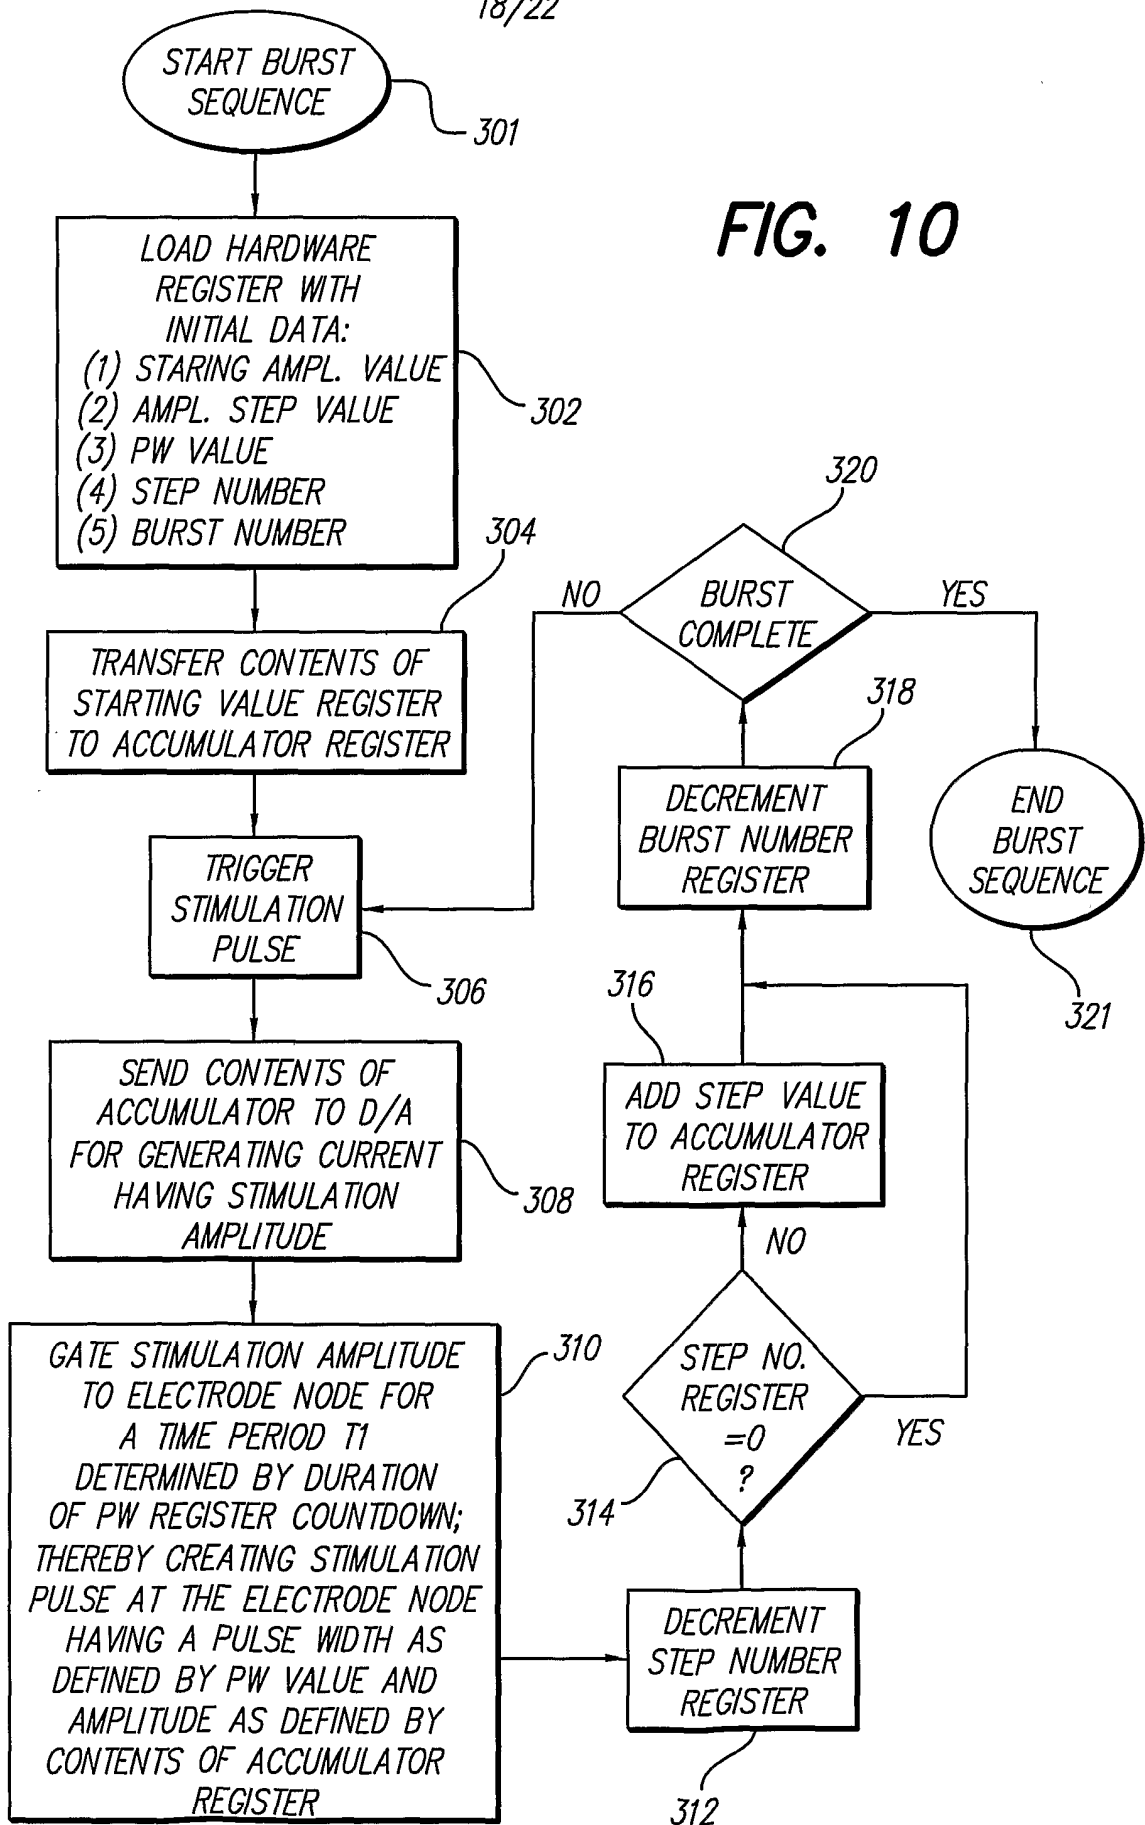 18/22
START BURST
SEQUENCE
301
FIG. 10
LOAD HARDWARE
REGISTER WITH
INITIAL DATA:
(1) STARING AMPL. VALUE
(2) AMPL. STEP VALUE
(3) PW VALUE
(4) STEP NUMBER
(5) BURST NUMBER
302
304
TRANSFER CONTENTS OF
STARTING VALUE REGISTER
TO ACCUMULATOR REGISTER
TRIGGER
STIMULATION
PULSE
306
SEND CONTENTS OF
ACCUMULATOR TO D/A
FOR GENERATING CURRENT
HAVING STIMULATION
AMPLITUDE
308
GATE STIMULATION AMPLITUDE
TO ELECTRODE NODE FOR
A TIME PERIOD T1
DETERMINED BY DURATION
OF PW REGISTER COUNTDOWN;
THEREBY CREATING STIMULATION
PULSE AT THE ELECTRODE NODE
HAVING A PULSE WIDTH AS
DEFINED BY PW VALUE AND
AMPLITUDE AS DEFINED BY
CONTENTS OF ACCUMULATOR
REGISTER
310
DECREMENT
STEP NUMBER
REGISTER
312
STEP NO.
REGISTER
=0
?
314
YES
NO
316
ADD STEP VALUE
TO ACCUMULATOR
REGISTER
318
DECREMENT
BURST NUMBER
REGISTER
320
BURST
COMPLETE
NO
YES
END
BURST
SEQUENCE
321